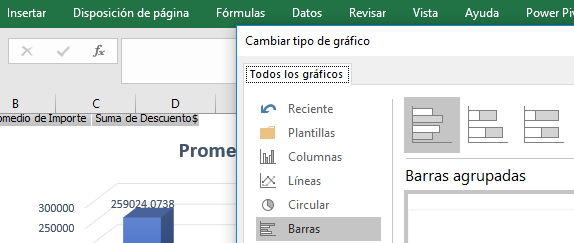 Insertar Disposición de página Fórmulas Datos Revisar Vista Ayuda Power Piv
Cambiar tipo de gráfico
fx
Todos los gráficos
B C D
omedio de Importe Suma de Descuento$
Reciente
Plantillas
Columnas
Líneas
Circular
Barras
Barras agrupadas
Prome
259024.0738
300000
250000